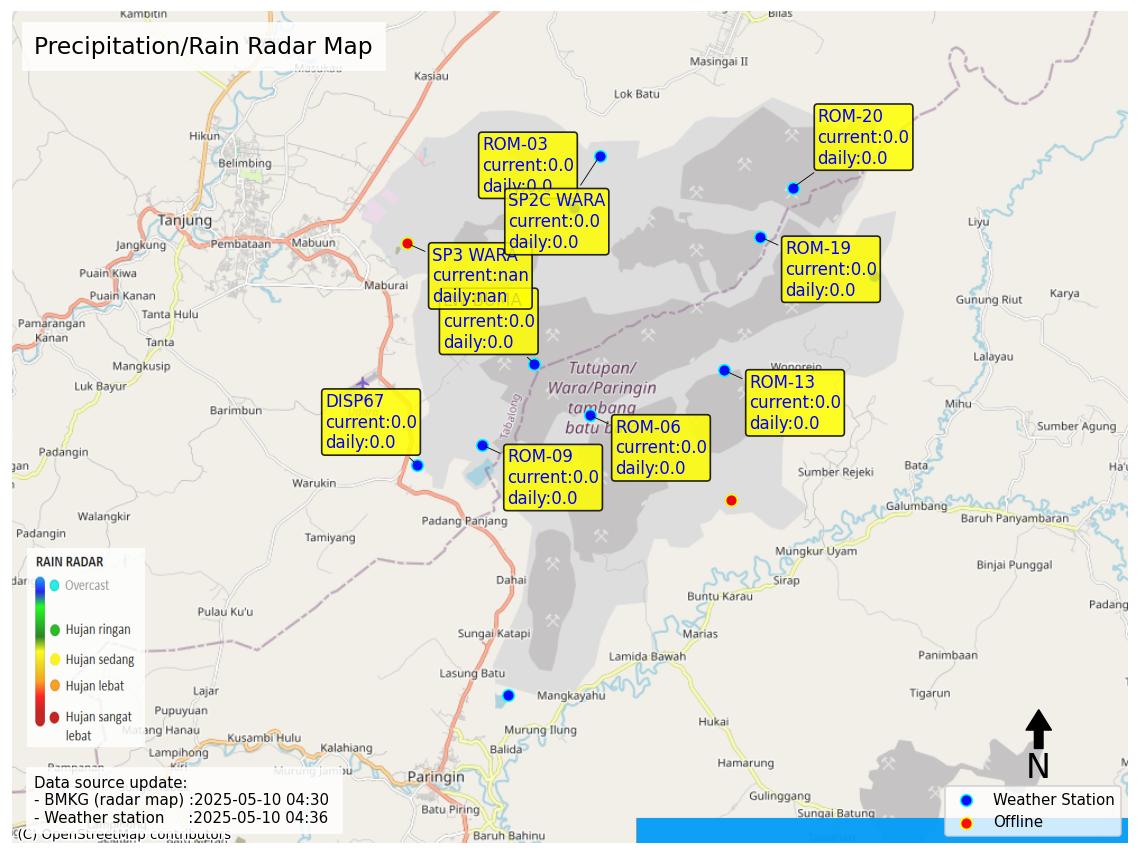 Kambitin
Bilas
Precipitation/Rain Radar Map
Masukau
Kasiau
Masingai II
Lok Batu
ROM-20
current:0.0
daily:0.0
Hikun
ROM-03
current:0.0
daily:0.0
Belimbing
SP2C WARA
current:0.0
daily:0.0
Tanjung
Liyu
Jangkung
Pembataan
Mabuun
SP3 WARA
current:nan
daily:nan
ROM-19
current:0.0
daily:0.0
Puain Kiwa
Maburai
Puain Kanan
Karya
Gunung Riut
Tanta Hulu
current:0.0
daily:0.0
Pamarangan
Kanan
Tanta
Lalayau
Mangkusip
Wonorejo
Tutupan/
Wara/Paringin
tambang
batu b
Luk Bayur
ROM-13
current:0.0
daily:0.0
DISP67
current:0.0
daily:0.0
Barimbun
Mihu
Tabalong
ROM-06
current:0.0
daily:0.0
Sumber Agung
Padangin
ROM-09
current:0.0
daily:0.0
gan
Bata
Sumber Rejeki
Warukin
Galumbang
Walangkir
Padang Panjang
Baruh Panyambaran
Padangin
Tamiyang
Mungkur Uyam
Binjai Punggal
RAIN RADAR
Overcast
Hujan ringan
Hujan sedang
Hujan lebat
Hujan sangat
lebat
Dahai
Sirap
Buntu Karau
Padang
Pulau Ku'u
Sungai Katapi
Marias
Lamida Bawah
Panimbaan
Lasung Batu
Lajar
Mangkayahu
Tigarun
Pupuyuan
Hukai
Matang Hanau
Murung Ilung
Kusambi Hulu
Kalahiang
Balida
Lampihong
Kiri
Hamarung
N
Pampanan
Murung Jambu
Paringin
Data source update:
- BMKG (radar map) :2025-05-10 04:30
- Weather station :2025-05-10 04:36
Gulinggang
Weather Station
Offline
Batu Piring
Sungai Batung
(C) OpenStreetMap contributors
Baruh Bahinu